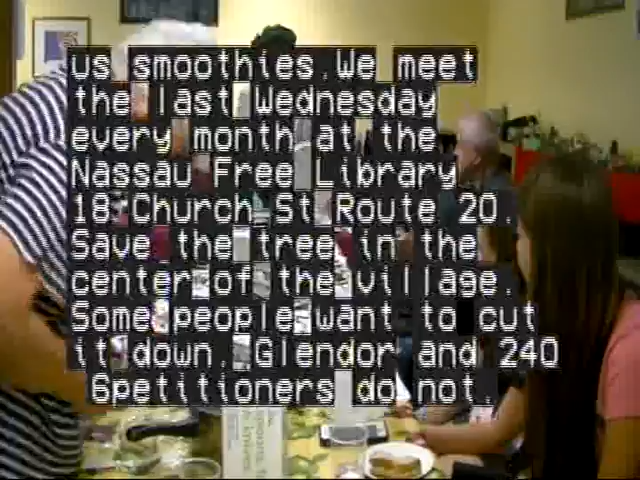 us smoothies.We meet
the last Wednesday
every month at the
Nassau Free Library
18 Church St Route 20.
Save the tree in the
center of the village.
Some people want to cut
it down. Glendor and 240
6petitioners do not.